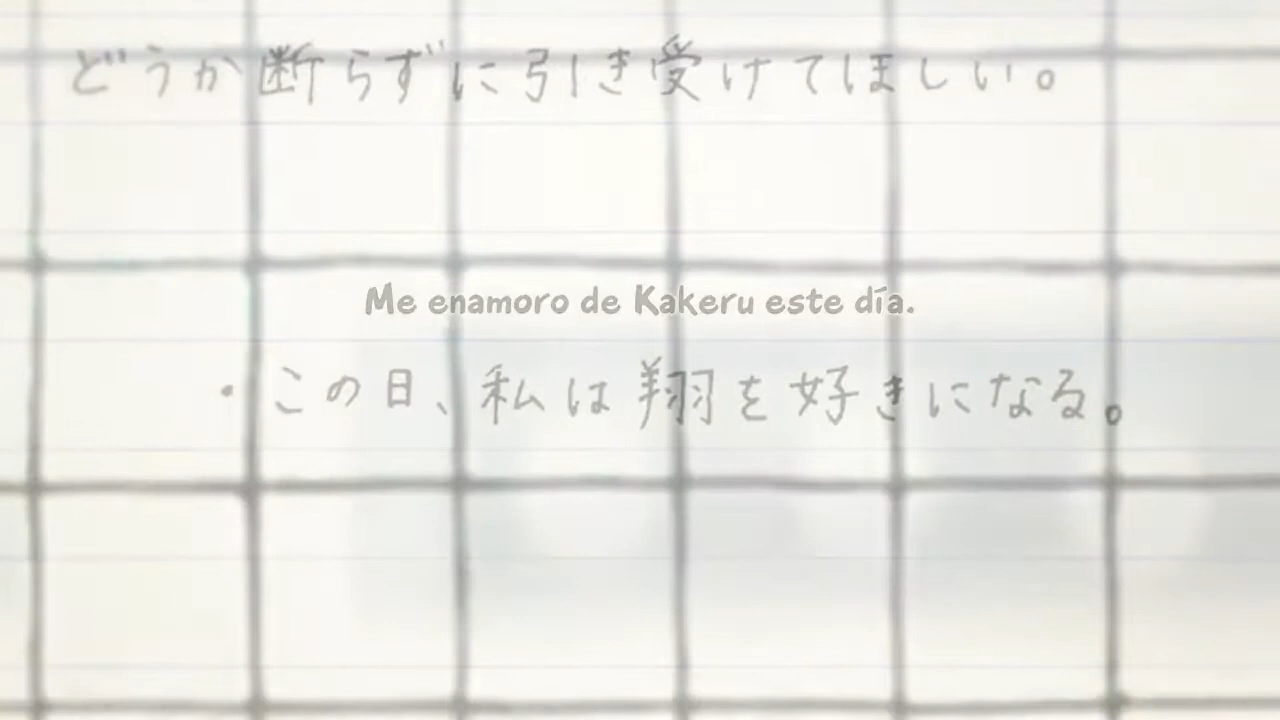 どうか断らずに引き受けてほしい。
Me enamoro de Kakeru este día.
・この日、私は翔を好きになる。